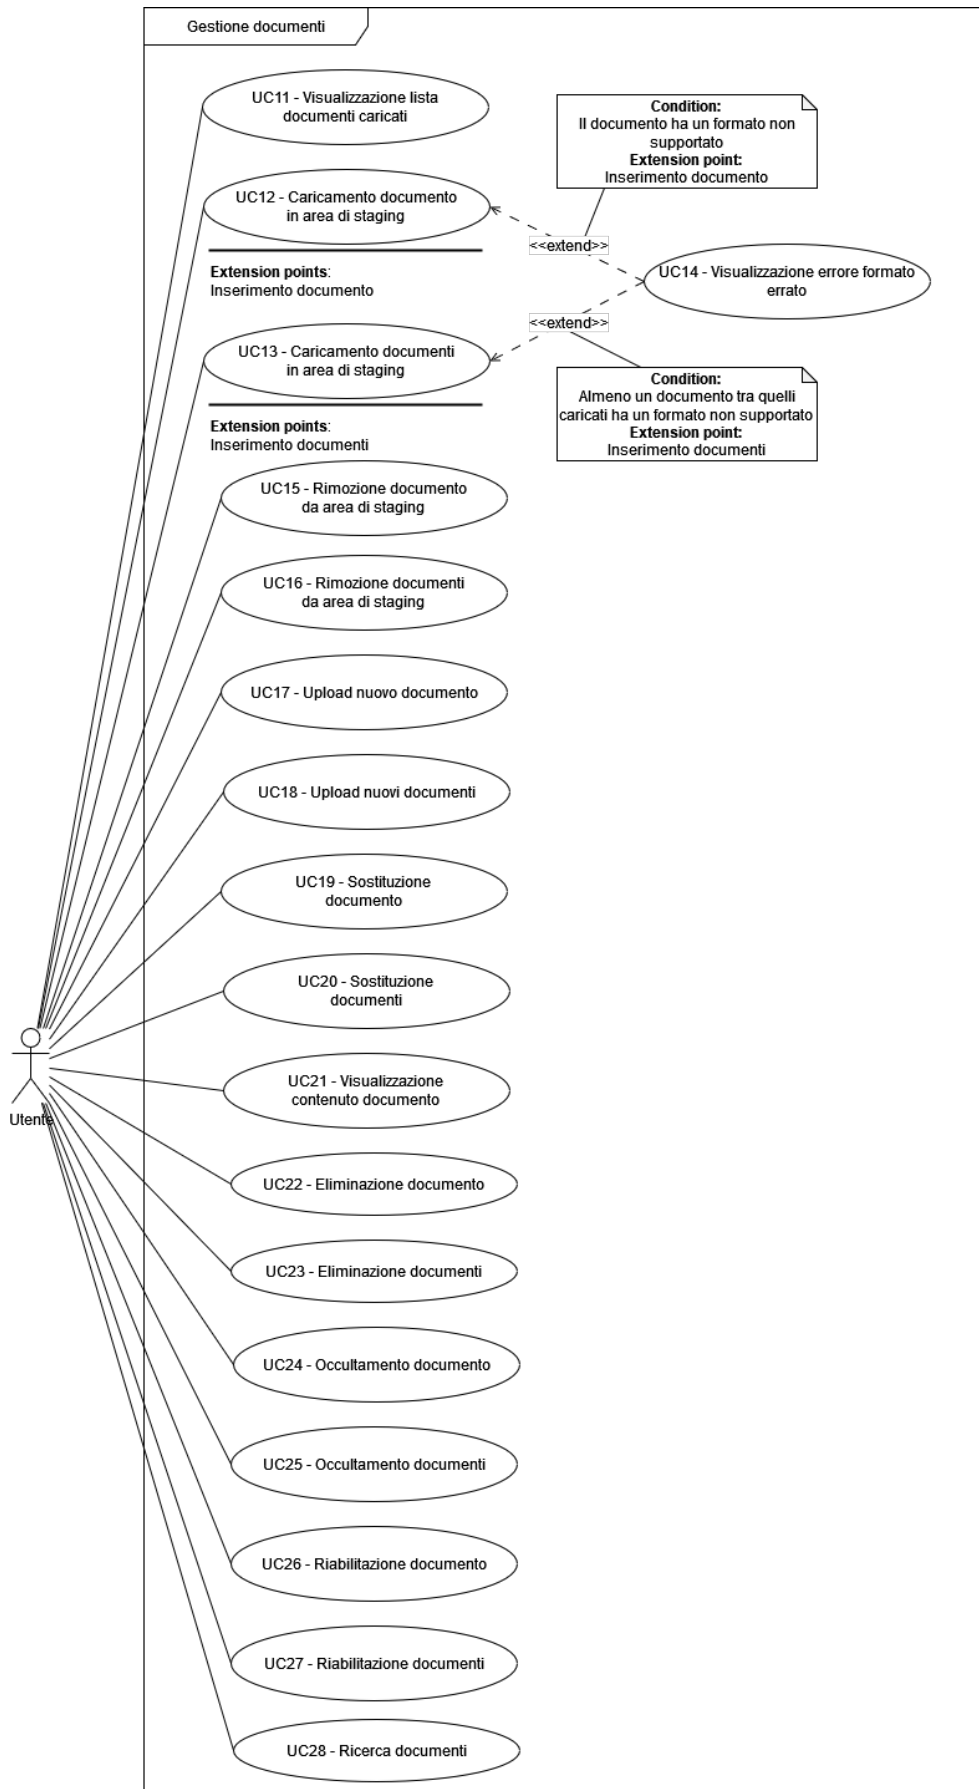 Gestione documenti
UC11 - Visualizzazione lista
documenti caricati
Condition:
Il documento ha un formato non
supportato
Extension point:
Inserimento documento
UC12 - Caricamento documento
in area di staging
<<extend>>
Extension points:
Inserimento documento
UC14 - Visualizzazione errore formato
errato
<<extend>>
UC13 - Caricamento documenti
in area di staging
Condition:
Almeno un documento tra quelli
caricati ha un formato non supportato
Extension point:
Inserimento documenti
Extension points:
Inserimento documenti
UC15 - Rimozione documento
da area di staging
UC16 - Rimozione documenti
da area di staging
UC17 - Upload nuovo documento
UC18 - Upload nuovi documenti
UC19 - Sostituzione
documento
UC20 - Sostituzione
documenti
UC21 - Visualizzazione
contenuto documento
Utente
UC22 - Eliminazione documento
UC23 - Eliminazione documenti
UC24 - Occultamento documento
UC25 - Occultamento documenti
UC26 - Riabilitazione documento
UC27 - Riabilitazione documenti
UC28 - Ricerca documenti